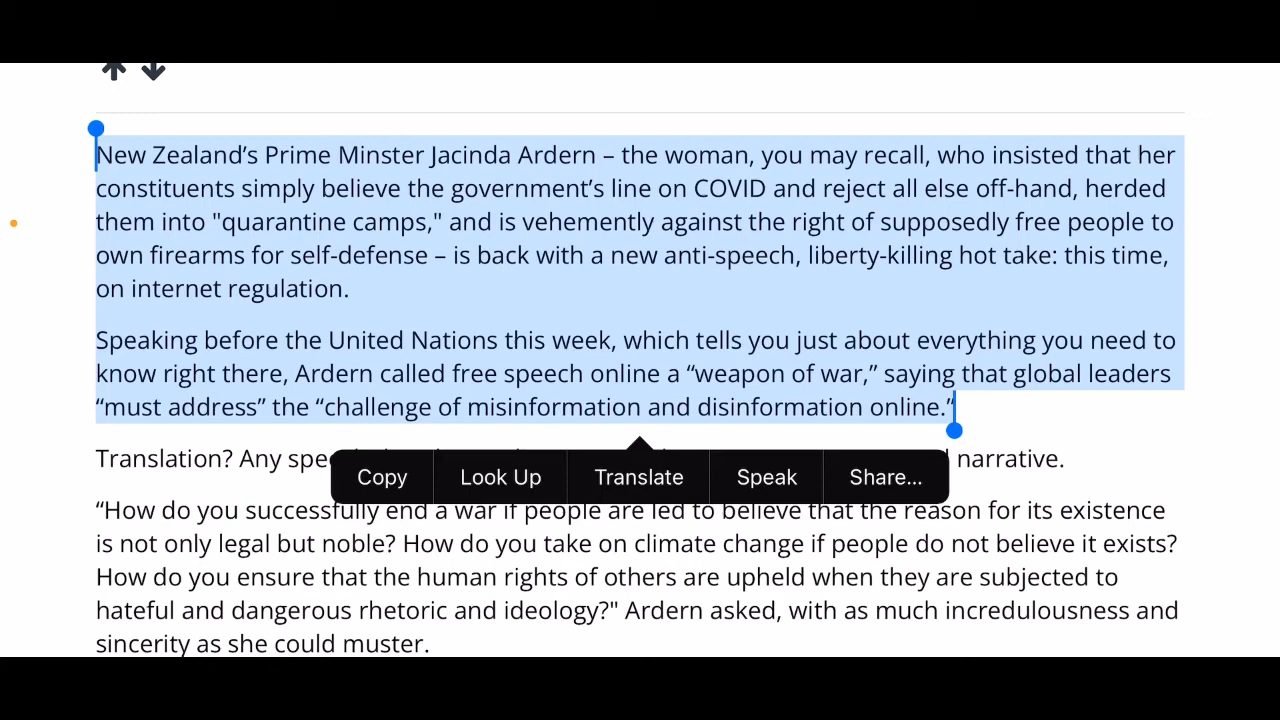 New Zealand’s Prime Minster Jacinda Ardern – the woman, you may recall, who insisted that her
constituents simply believe the government’s line on COVID and reject all else off-hand, herded
them into "quarantine camps," and is vehemently against the right of supposedly free people to
own firearms for self-defense – is back with a new anti-speech, liberty-killing hot take: this time,
on internet regulation.
Speaking before the United Nations this week, which tells you just about everything you need to
know right there, Ardern called free speech online a “weapon of war,” saying that global leaders
“must address” the “challenge of misinformation and disinformation online.”
Translation? Any narrative.
Copy Look Up Translate Speak Share...
“How do you successfully end a war if people are led to believe that the reason for its existence
is not only legal but noble? How do you take on climate change if people do not believe it exists?
How do you ensure that the human rights of others are upheld when they are subjected to
hateful and dangerous rhetoric and ideology?" Ardern asked, with as much incredulousness and
sincerity as she could muster.